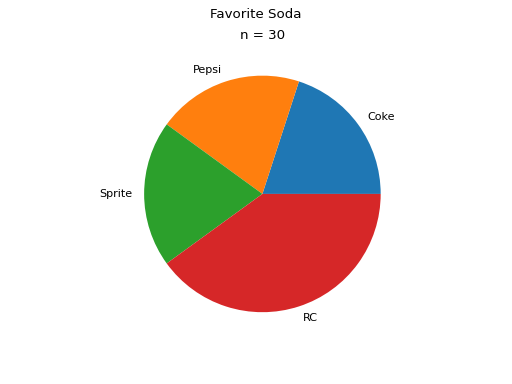 Favorite Soda
n = 30
Pepsi
Coke
Sprite
RC